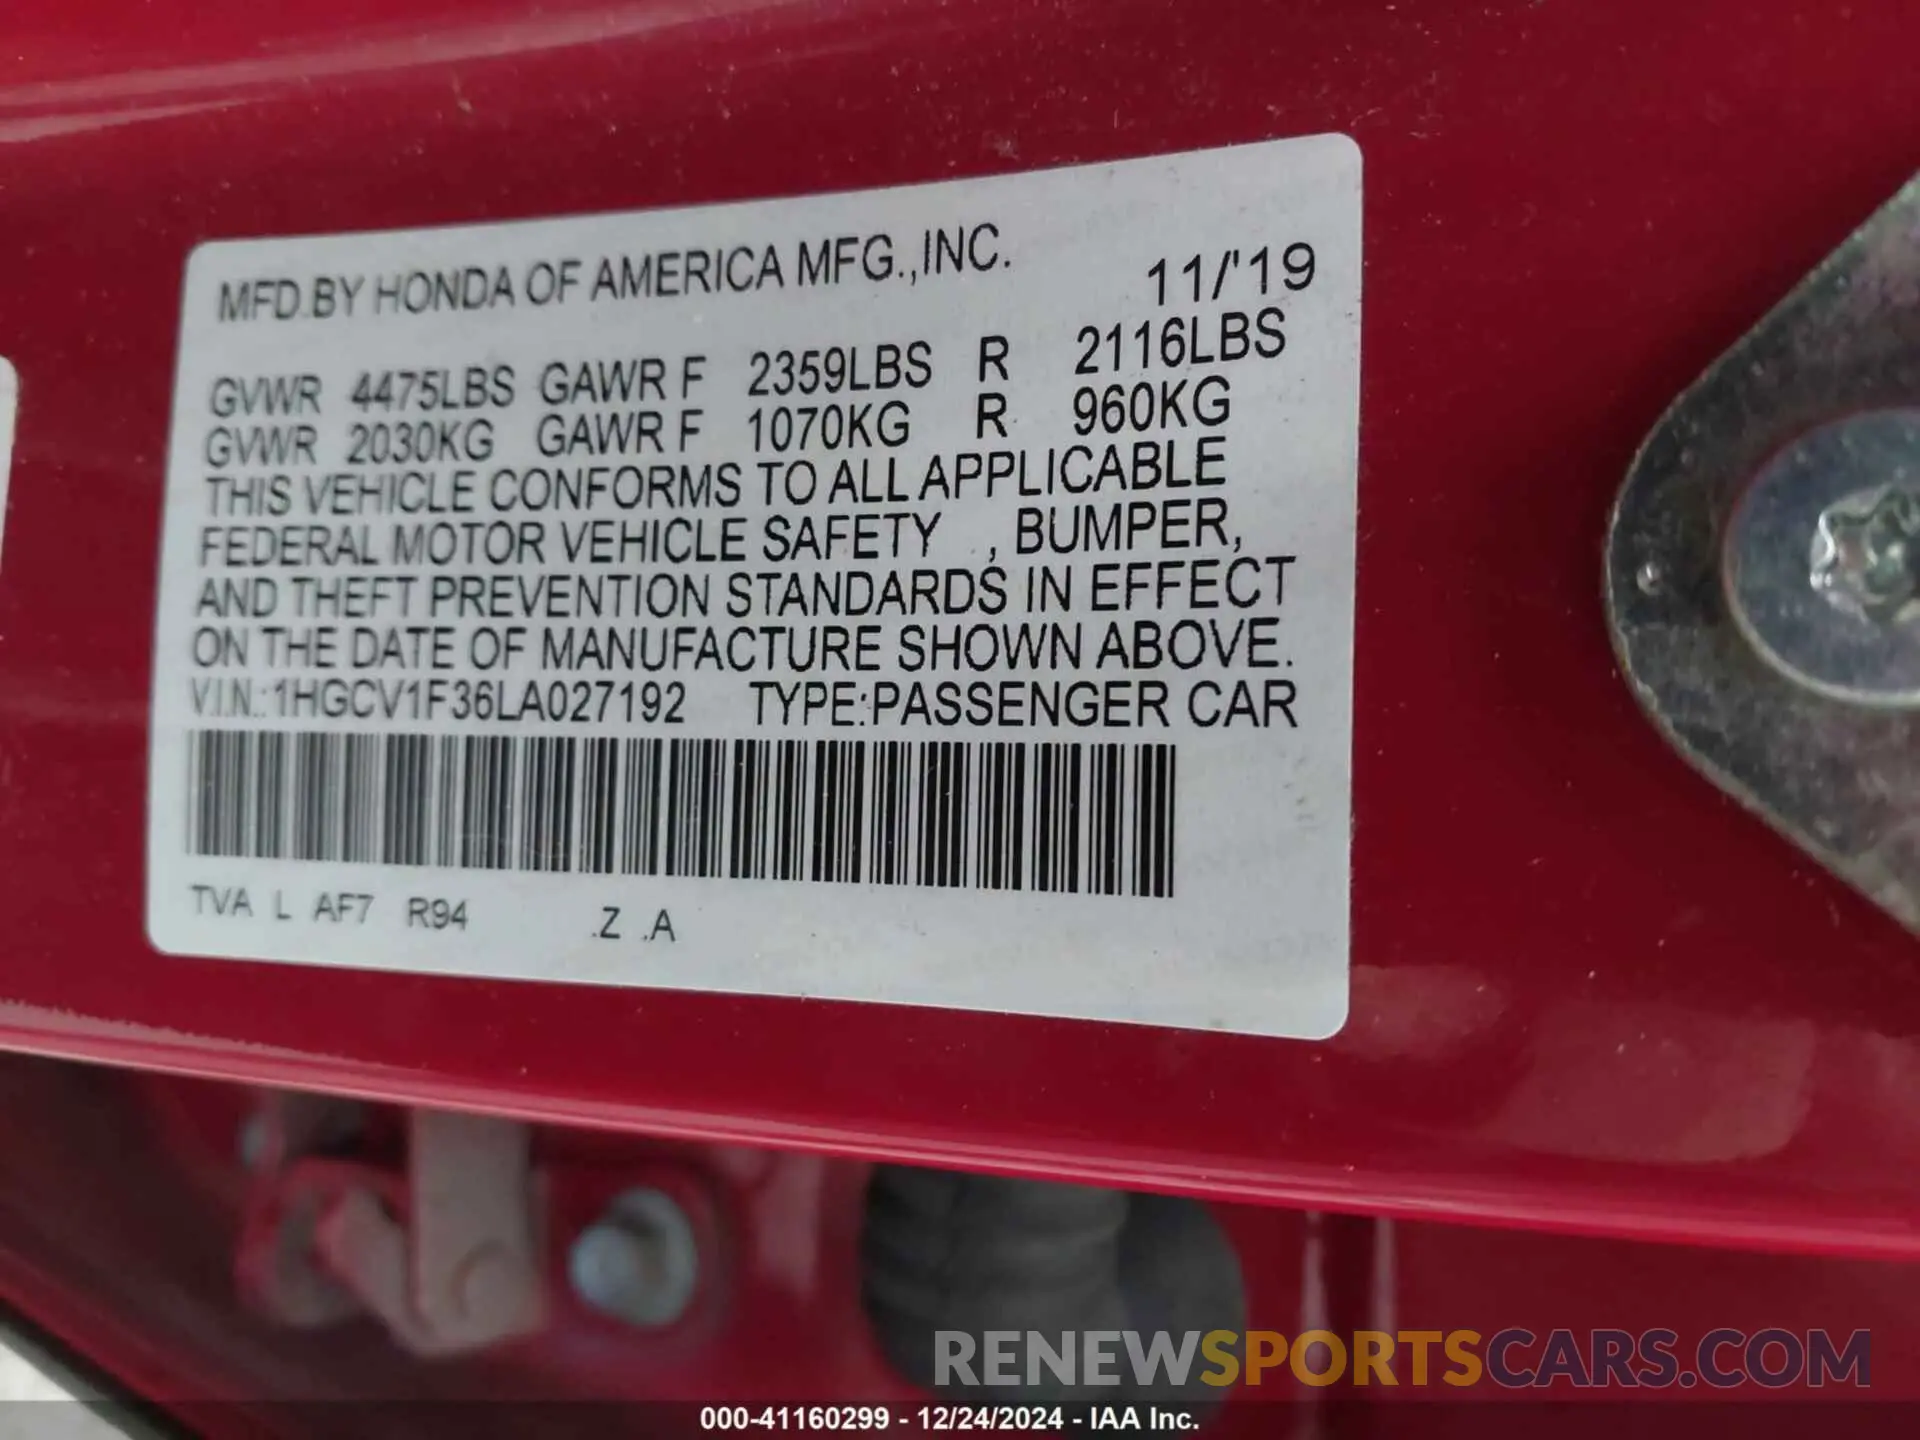 MFD.BY HONDA OF AMERICA MFG.,INC. 11/'19
GVWR 4475LBS GAWR F 2359LBS R 2116LBS
GVWR 2030KG GAWR F 1070KG R 960KG
THIS VEHICLE CONFORMS TO ALL APPLICABLE
FEDERAL MOTOR VEHICLE SAFETY , BUMPER,
AND THEFT PREVENTION STANDARDS IN EFFECT
ON THE DATE OF MANUFACTURE SHOWN ABOVE.
V.I.N.:1HGCV1F36LA027192 TYPE:PASSENGER CAR
TVA L AF7 R94 .Z .A
RENEWSPORTSCARS.COM
000-41160299 - 12/24/2024 - IAA Inc.